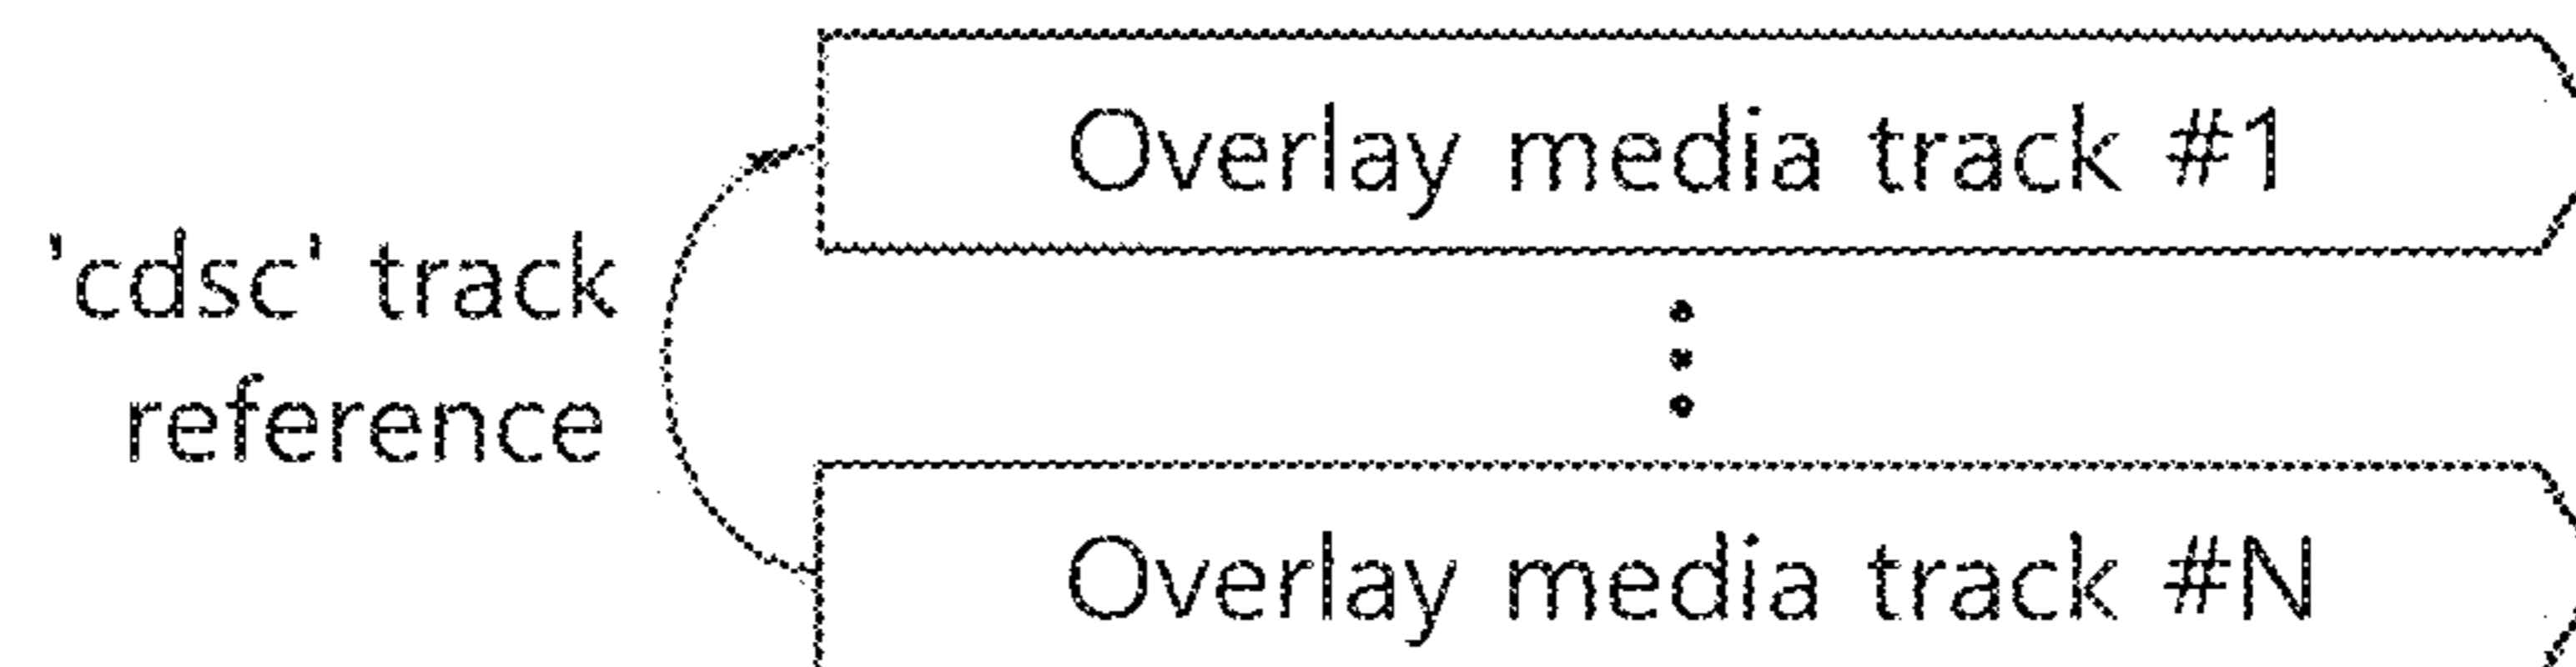 Overlay media track #1
'cdsc' track
reference
Overlay media track #N